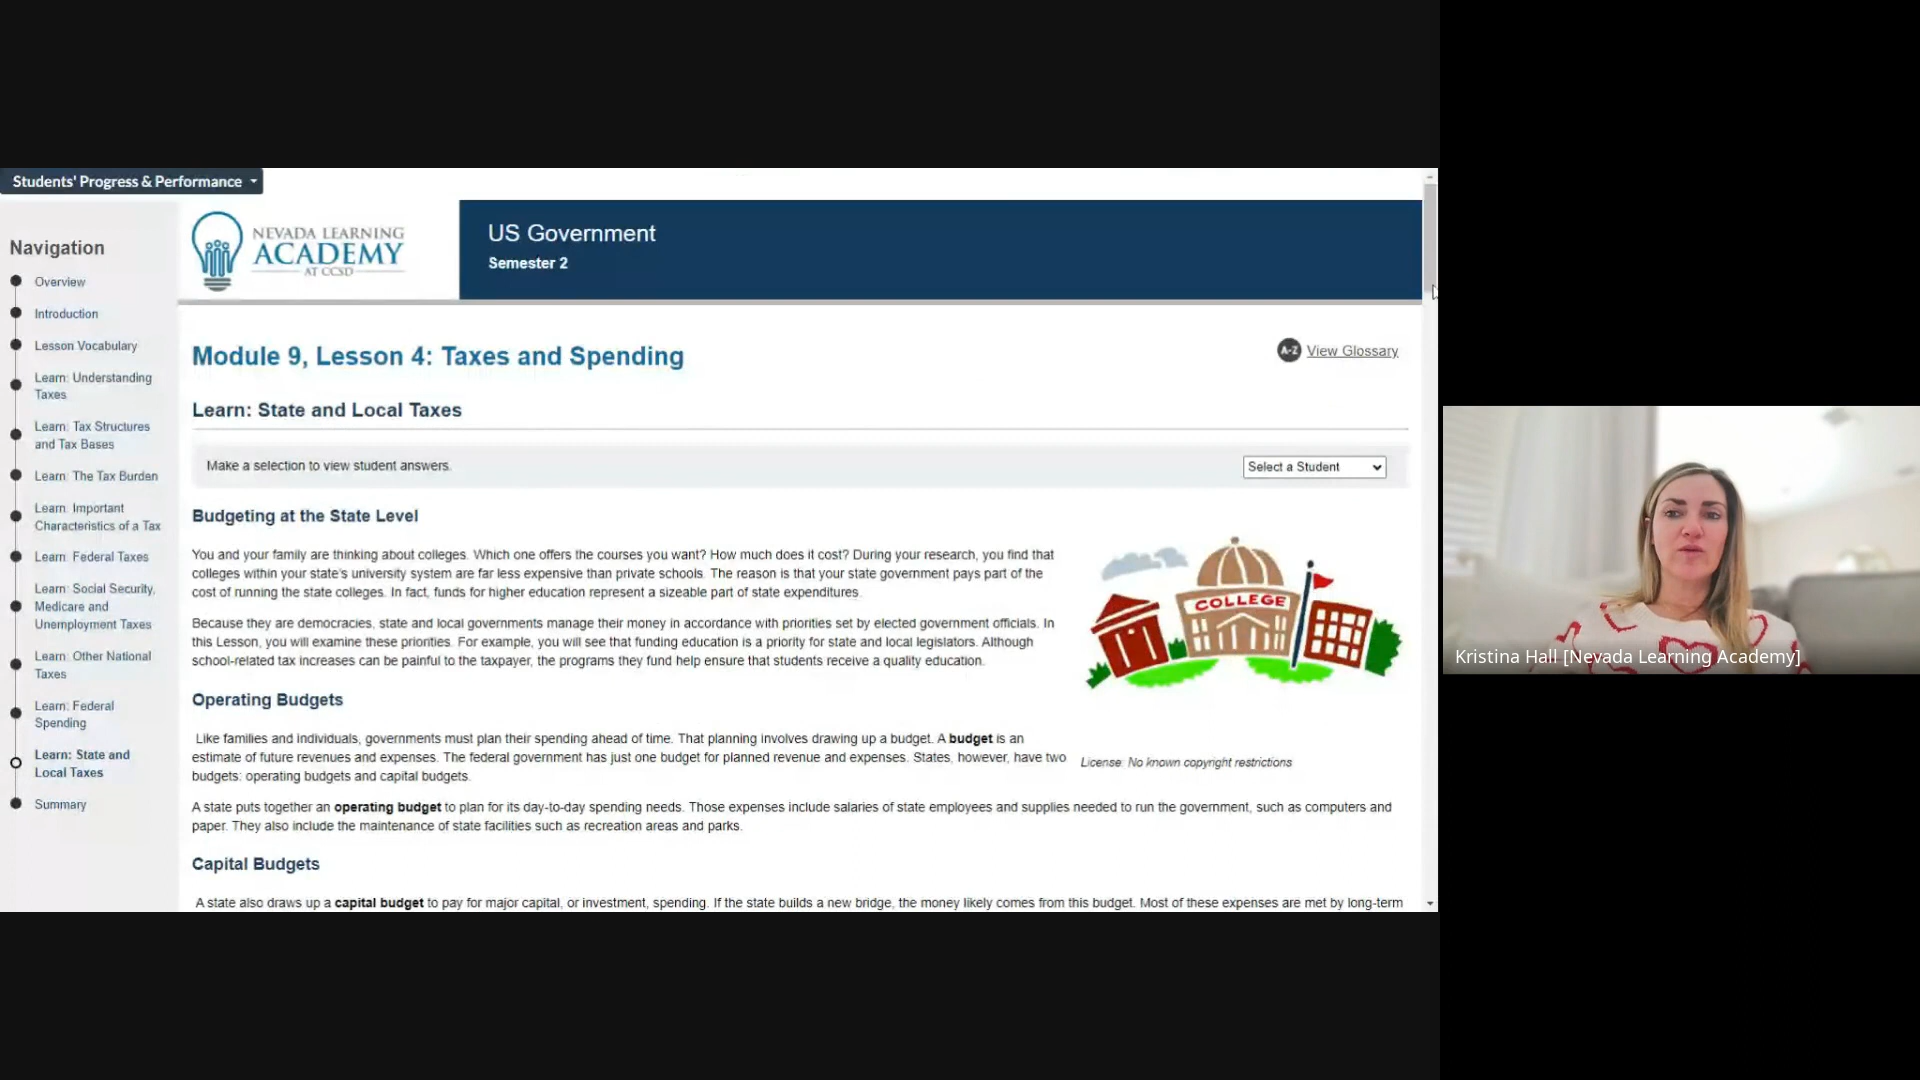 Students' Progress & Performance
Navigation
Overview
Introduction
Lesson Vocabulary
Learn: Understanding
Taxes
Learn: Tax Structures
and Tax Bases
Learn: The Tax Burden
Learn: Important
Characteristics of a Tax
Learn: Federal Taxes
Learn: Social Security,
Medicare and
Unemployment Taxes
Learn: Other National
Taxes
Learn: Federal
Spending
Learn: State and
Local Taxes
Summary
NEVADA LEARNING
ACADEMY
AT CCSD
US Government
Semester 2
Module 9, Lesson 4: Taxes and Spending
A-Z View Glossary
Learn: State and Local Taxes
Make a selection to view student answers.
Select a Student
Budgeting at the State Level
You and your family are thinking about colleges. Which one offers the courses you want? How much does it cost? During your research, you find that
colleges within your state's university system are far less expensive than private schools. The reason is that your state government pays part of the
cost of running the state colleges. In fact, funds for higher education represent a sizeable part of state expenditures.
Because they are democracies, state and local governments manage their money in accordance with priorities set by elected government officials. In
this Lesson, you will examine these priorities. For example, you will see that funding education is a priority for state and local legislators. Although
school-related tax increases can be painful to the taxpayer, the programs they fund help ensure that students receive a quality education.
COLLEGE
License: No known copyright restrictions
Operating Budgets
Like families and individuals, governments must plan their spending ahead of time. That planning involves drawing up a budget. A budget is an
estimate of future revenues and expenses. The federal government has just one budget for planned revenue and expenses. States, however, have two
budgets: operating budgets and capital budgets.
A state puts together an operating budget to plan for its day-to-day spending needs. Those expenses include salaries of state employees and supplies needed to run the government, such as computers and
paper. They also include the maintenance of state facilities such as recreation areas and parks.
Capital Budgets
A state also draws up a capital budget to pay for major capital, or investment, spending. If the state builds a new bridge, the money likely comes from this budget. Most of these expenses are met by long-term
Kristina Hall [Nevada Learning Academy]